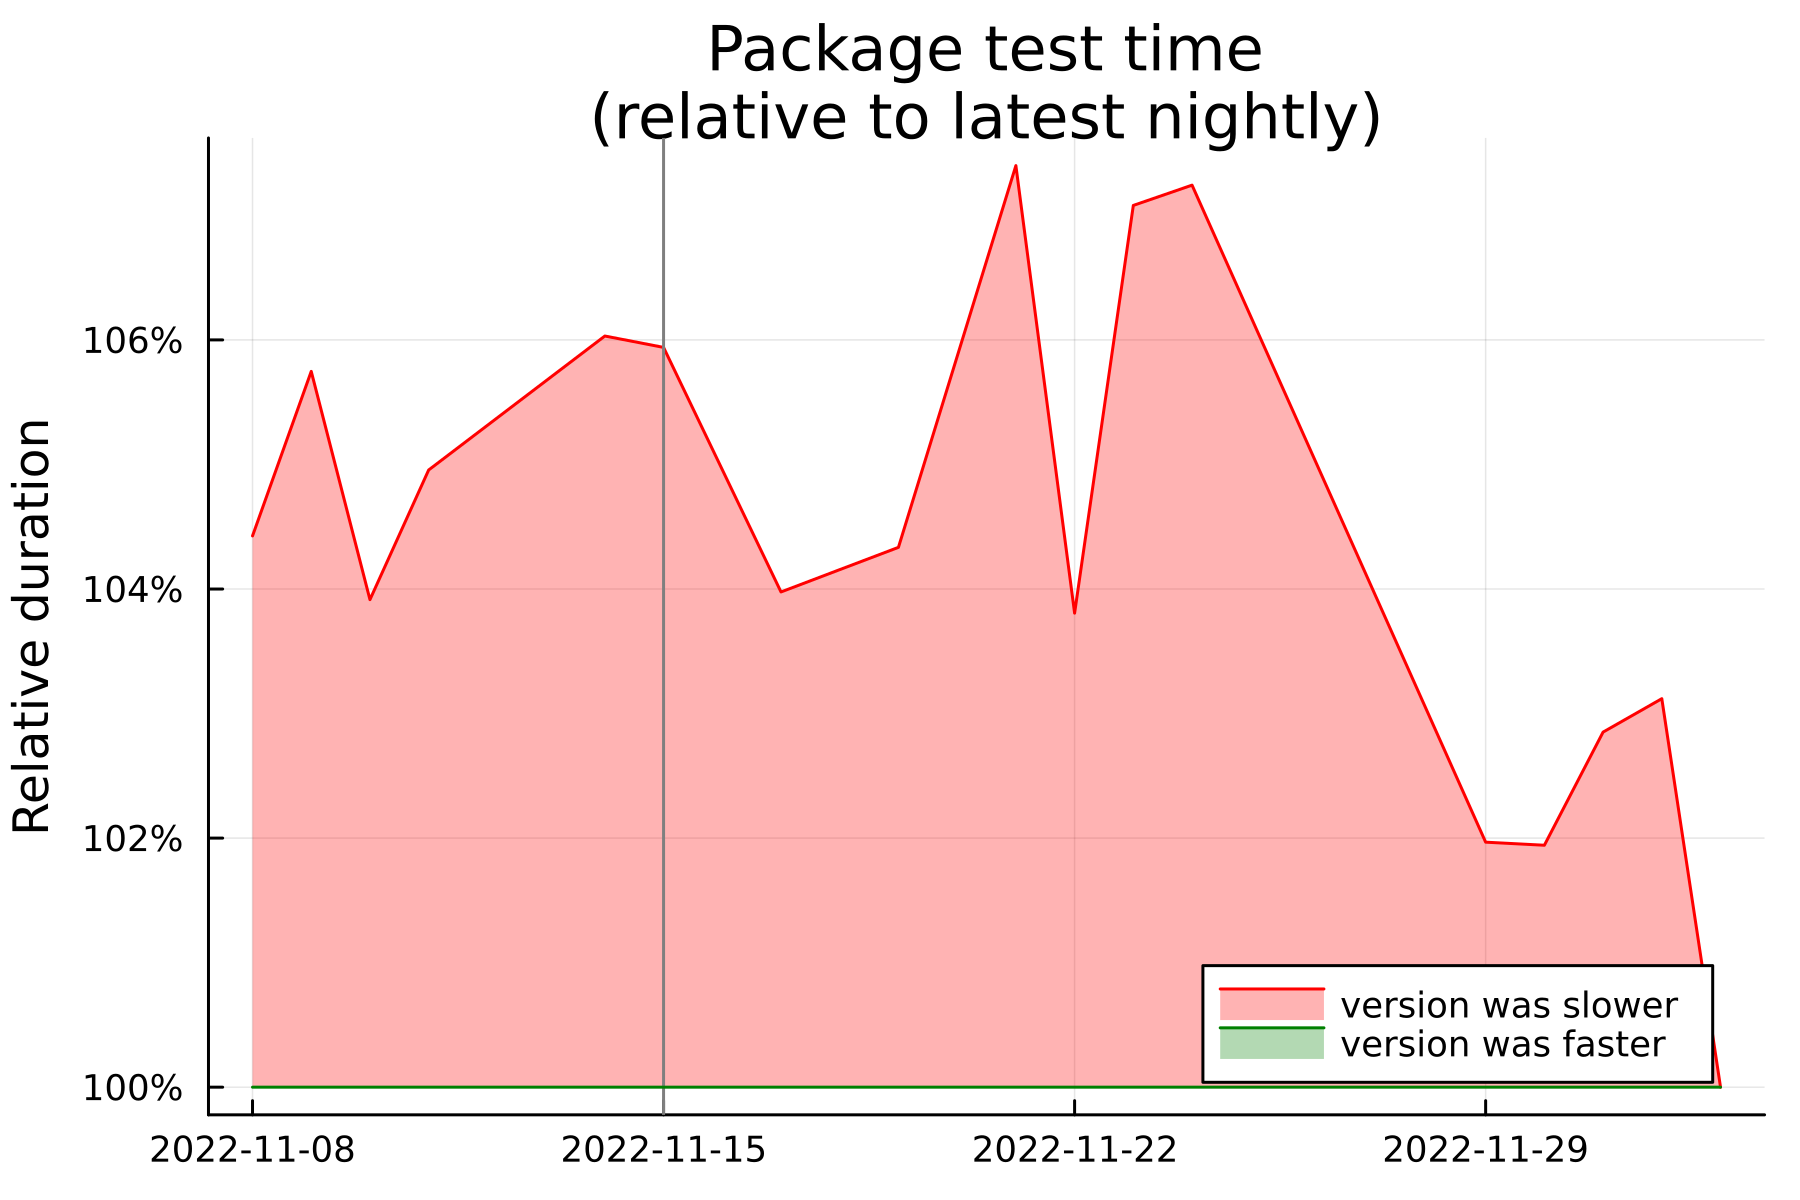 Package test time
(relative to latest nightly)
Relative duration
106%
104%
102%
100%
version was slower
version was faster
2022-11-08
2022-11-15
2022-11-22
2022-11-29